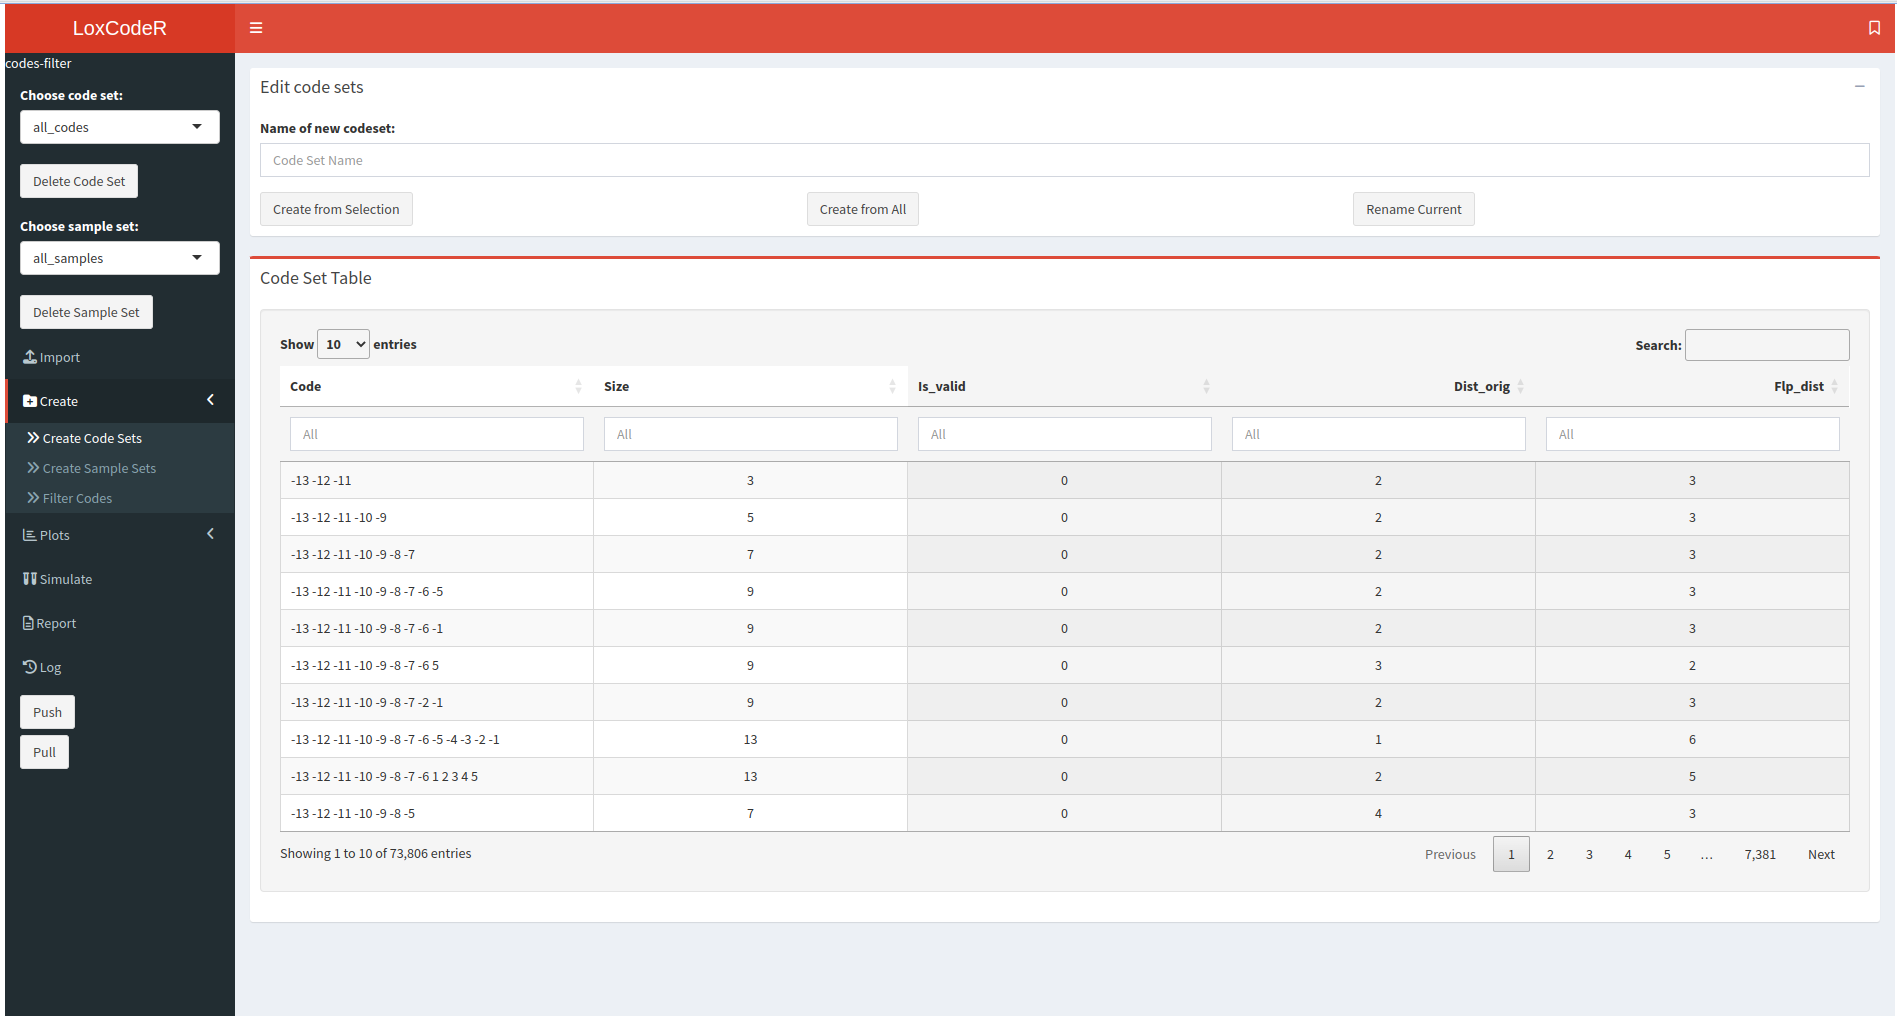 LoxCodeR
codes-filter
Choose code set:
all_codes
Delete Code Set
Choose sample set:
all_samples
Delete Sample Set
Import
Create
Create Code Sets
Create Sample Sets
Filter Codes
Plots
Simulate
Report
Log
Push
Pull
Edit code sets
Name of new codeset:
Code Set Name
Create from Selection Create from All Rename Current
Code Set Table
Show 10 entries Search:
Code Size Is_valid Dist_orig Flp_dist
All All All All All
-13 -12 -11 3 0 2 3
-13 -12 -11 -10 -9 5 0 2 3
-13 -12 -11 -10 -9 -8 -7 7 0 2 3
-13 -12 -11 -10 -9 -8 -7 -6 -5 9 0 2 3
-13 -12 -11 -10 -9 -8 -7 -6 -1 9 0 2 3
-13 -12 -11 -10 -9 -8 -7 -6 5 9 0 3 2
-13 -12 -11 -10 -9 -8 -7 -2 -1 9 0 2 3
-13 -12 -11 -10 -9 -8 -7 -6 -5 -4 -3 -2 -1 13 0 1 6
-13 -12 -11 -10 -9 -8 -7 -6 1 2 3 4 5 13 0 2 5
-13 -12 -11 -10 -9 -8 -5 7 0 4 3
Showing 1 to 10 of 73,806 entries Previous 1 2 3 4 5 … 7,381 Next